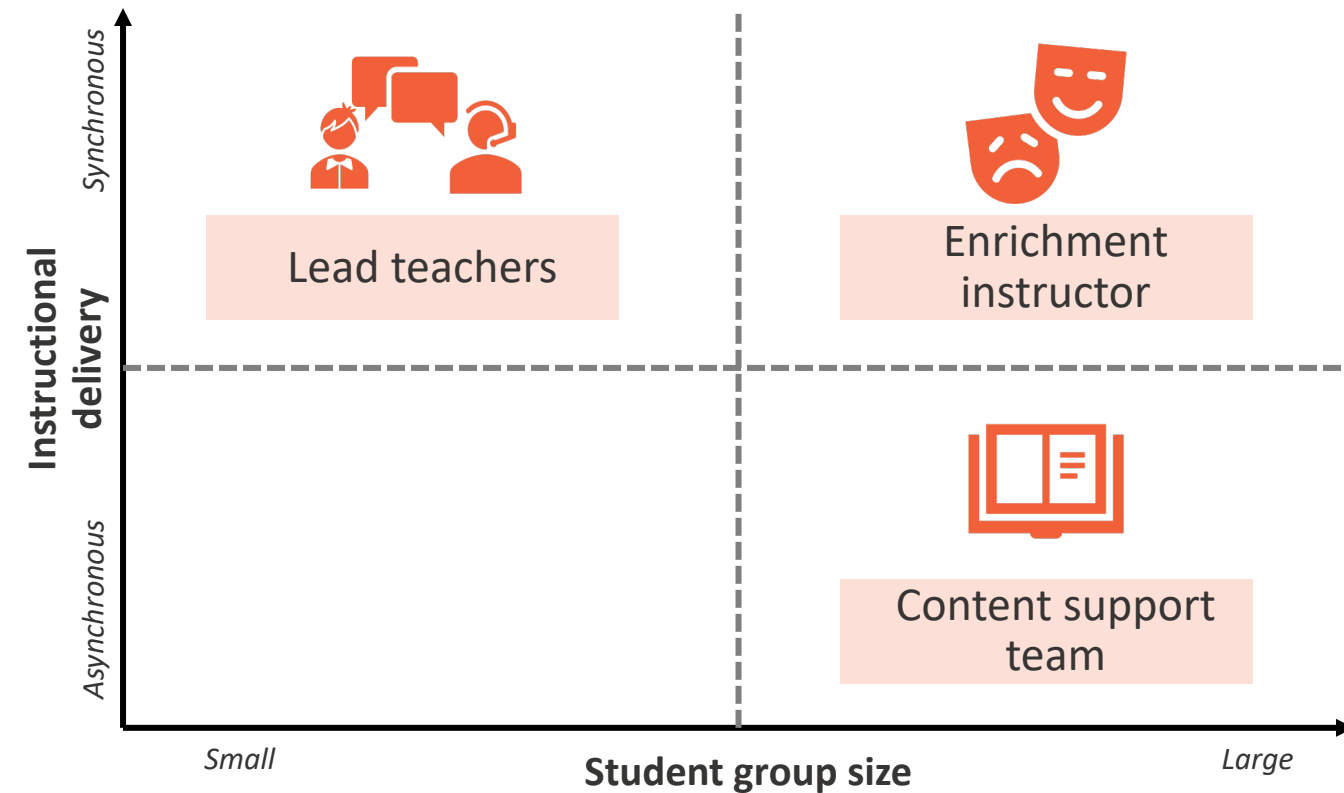 Synchronous
Lead teachers
Enrichment
instructor
Instructional
delivery
Asynchronous
Content support
team
Small
Student group size
Large